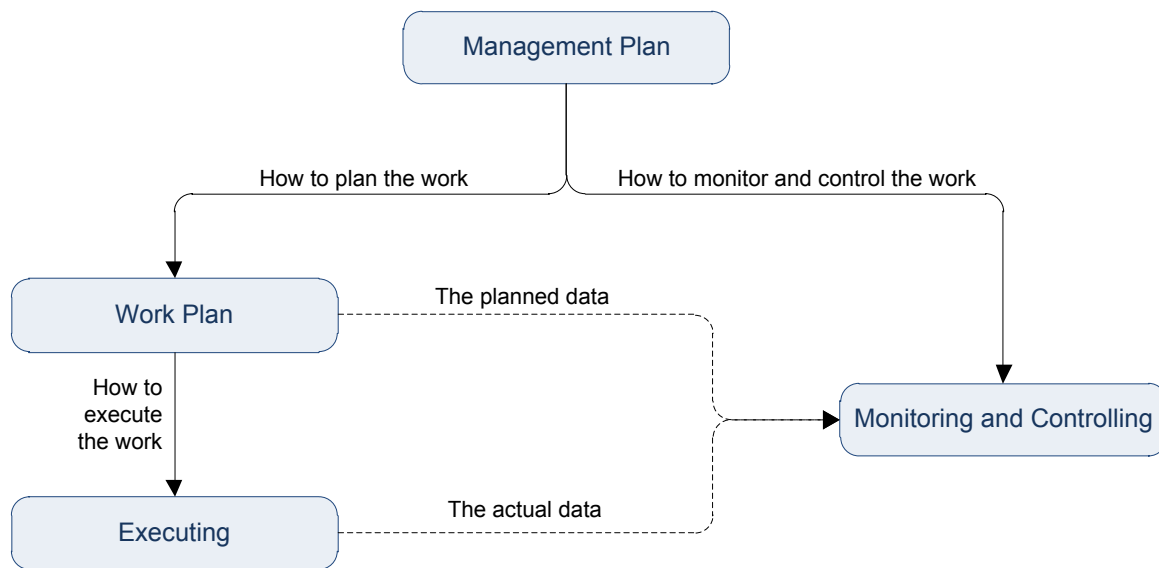 Management Plan
How to plan the work
How to monitor and control the work
Work Plan
The planned data
How to
execute
the work
Monitoring and Controlling
Executing
The actual data